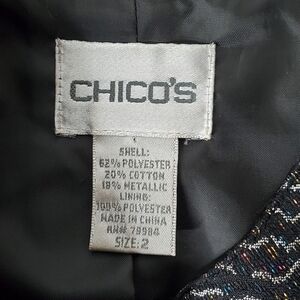 CHICO'S
SHELL:
62% POLYESTER
20% COTTON
18% METALLIC
LINING:
100% POLYESTER
MADE IN
CHINA
RN# 79984
SIZE: 2